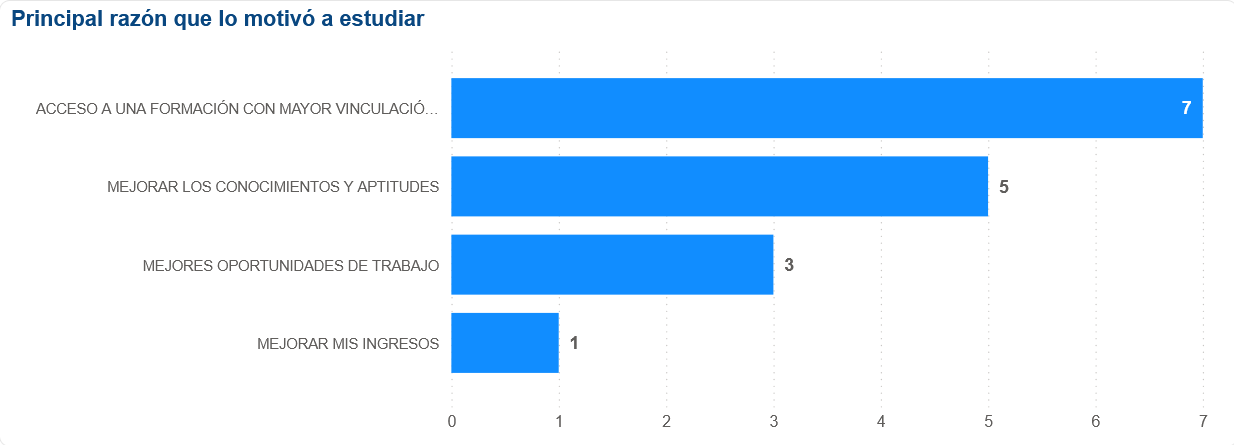 Principal razón que lo motivó a estudiar
ACCESO A UNA FORMACIÓN CON MAYOR VINCULACIÓ...
7
MEJORAR LOS CONOCIMIENTOS Y APTITUDES
5
MEJORES OPORTUNIDADES DE TRABAJO
3
MEJORAR MIS INGRESOS
1
0 1 2 3 4 5 6 7